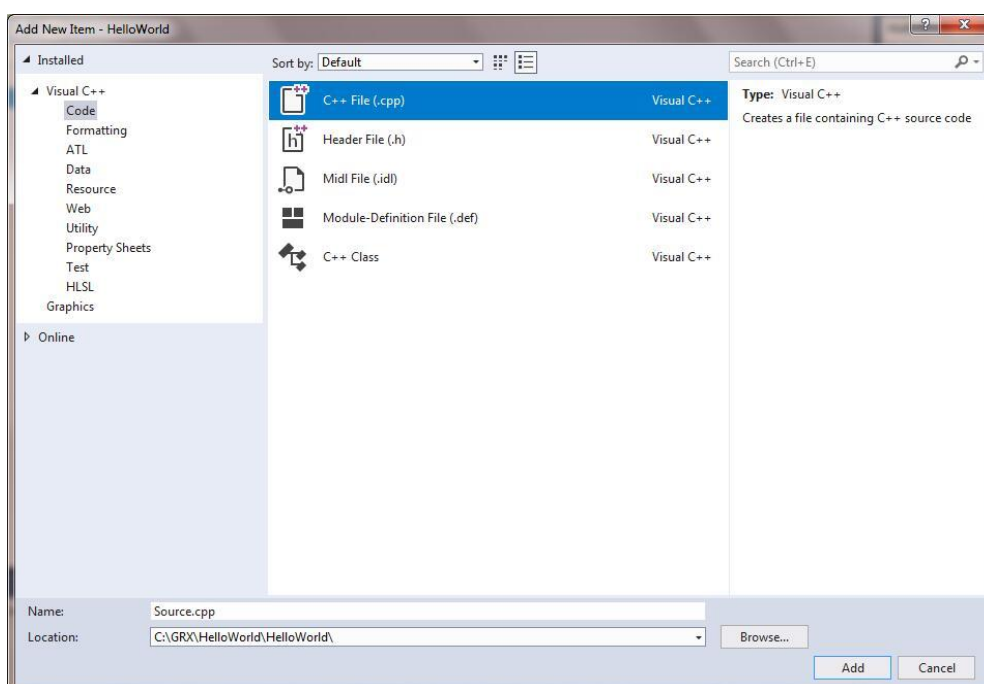 Add New Item - HelloWorld
Installed
Sort by: Default
Search (Ctrl+E)
Visual C++
Code
Formatting
ATL
Data
Resource
Web
Utility
Property Sheets
Test
HLSL
Graphics
Online
C++ File (.cpp) Visual C++
Header File (.h) Visual C++
Midl File (.idl) Visual C++
Module-Definition File (.def) Visual C++
C++ Class Visual C++
Type: Visual C++
Creates a file containing C++ source code
Name: Source.cpp
Location: C:\GRX\HelloWorld\HelloWorld\
Browse...
Add Cancel